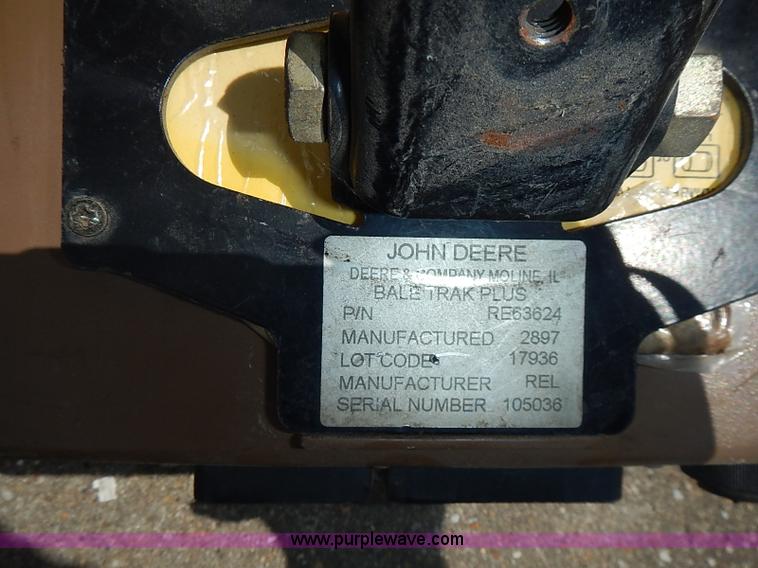 JOHN DEERE
DEERE & COMPANY MOLINE, IL
BALE TRAK PLUS
P/N RE63624
MANUFACTURED 2897
LOT CODE 17936
MANUFACTURER REL
SERIAL NUMBER 105036
www.purplewave.com